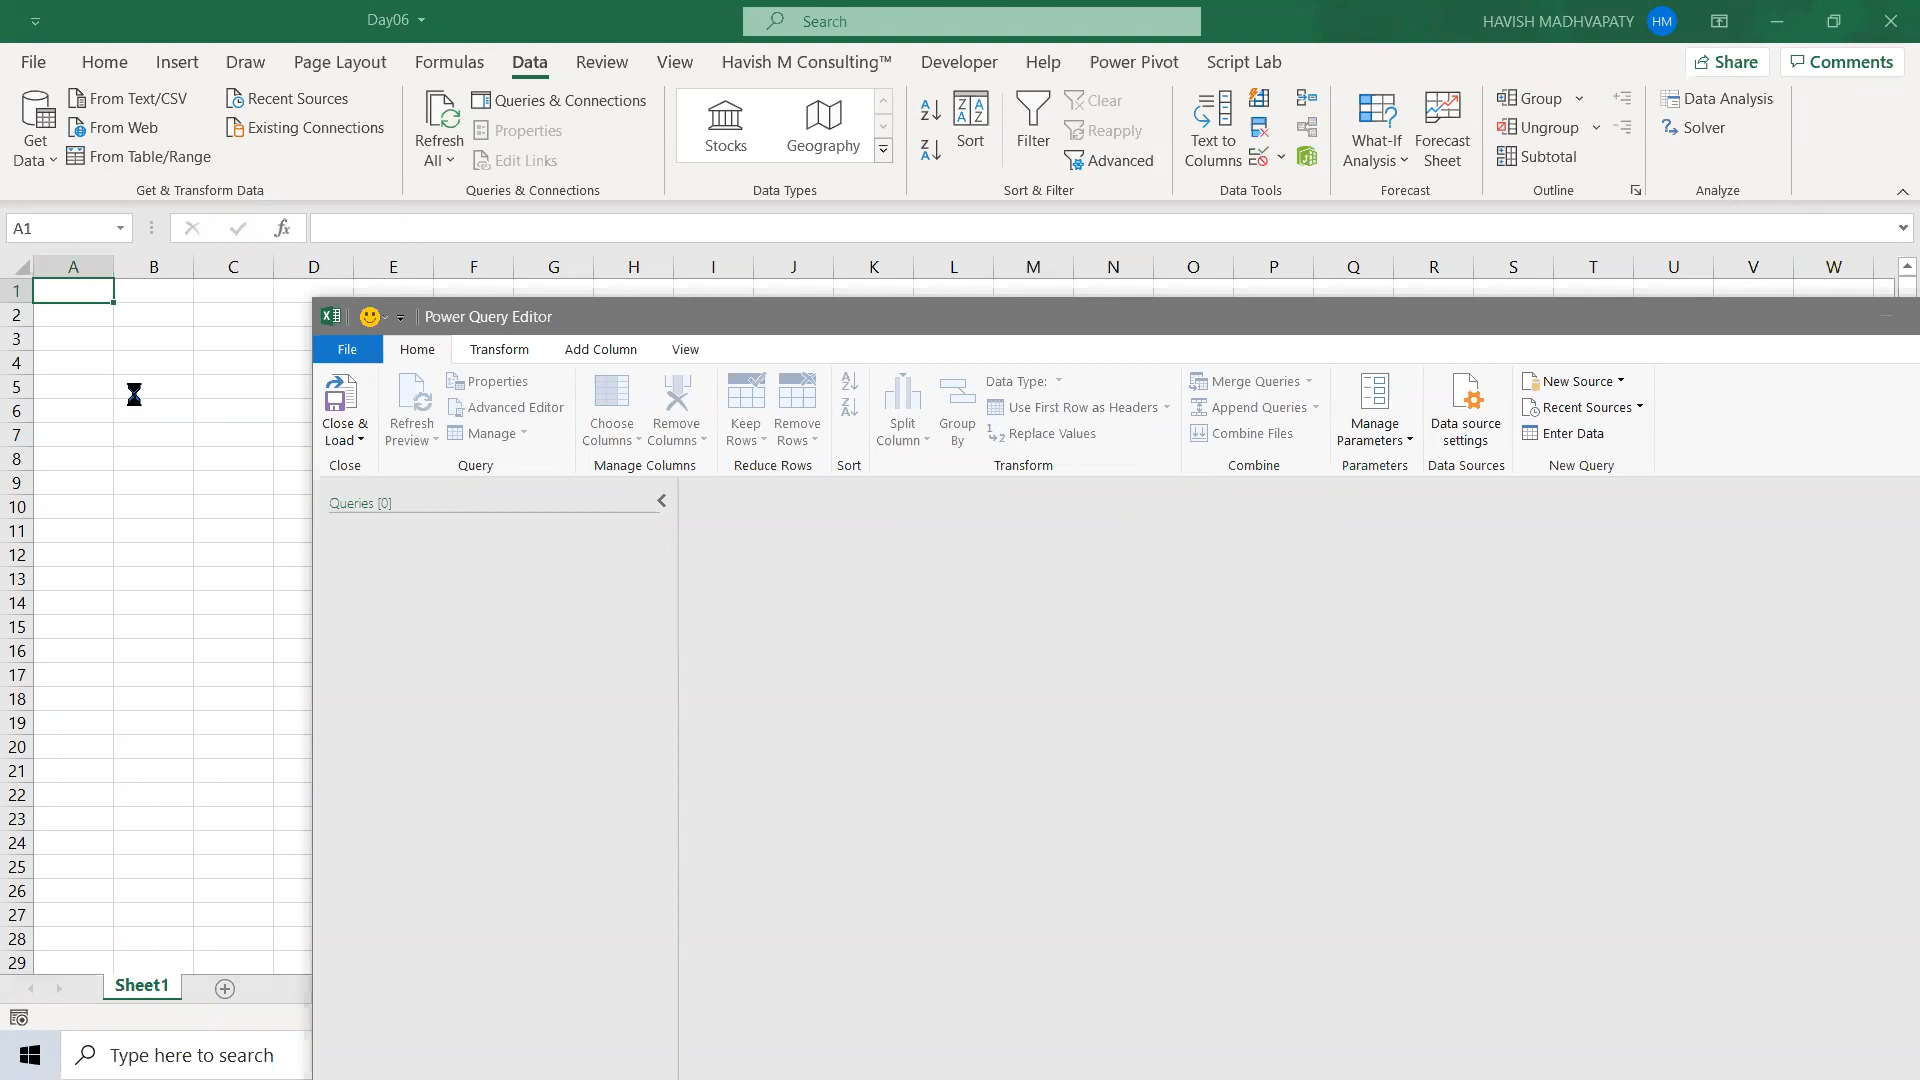 Day06
Search
HAVISH MADHVAPATY HM
File Home Insert Draw Page Layout Formulas Data Review View Havish M Consulting™ Developer Help Power Pivot Script Lab Share Comments
Get Data
From Text/CSV
From Web
From Table/Range
Recent Sources
Existing Connections
Get & Transform Data
Refresh All
Queries & Connections
Properties
Edit Links
Queries & Connections
Stocks
Geography
Data Types
Sort
Filter
Clear
Reapply
Advanced
Sort & Filter
Text to Columns
Data Tools
What-If Analysis
Forecast Sheet
Forecast
Group
Ungroup
Subtotal
Outline
Data Analysis
Solver
Analyze
A1
fx
A B C D E F G H I J K L M N O P Q R S T U V W
1
2
3
4
5
6
7
8
9
10
11
12
13
14
15
16
17
18
19
20
21
22
23
24
25
26
27
28
29
Power Query Editor
File Home Transform Add Column View
Close & Load
Close
Refresh Preview
Properties
Advanced Editor
Manage
Query
Choose Columns
Remove Columns
Manage Columns
Keep Rows
Remove Rows
Reduce Rows
Sort
Split Column
Group By
Data Type:
Use First Row as Headers
Replace Values
Transform
Merge Queries
Append Queries
Combine Files
Combine
Manage Parameters
Parameters
Data source settings
Data Sources
New Source
Recent Sources
Enter Data
New Query
Queries [0]
Sheet1
Type here to search